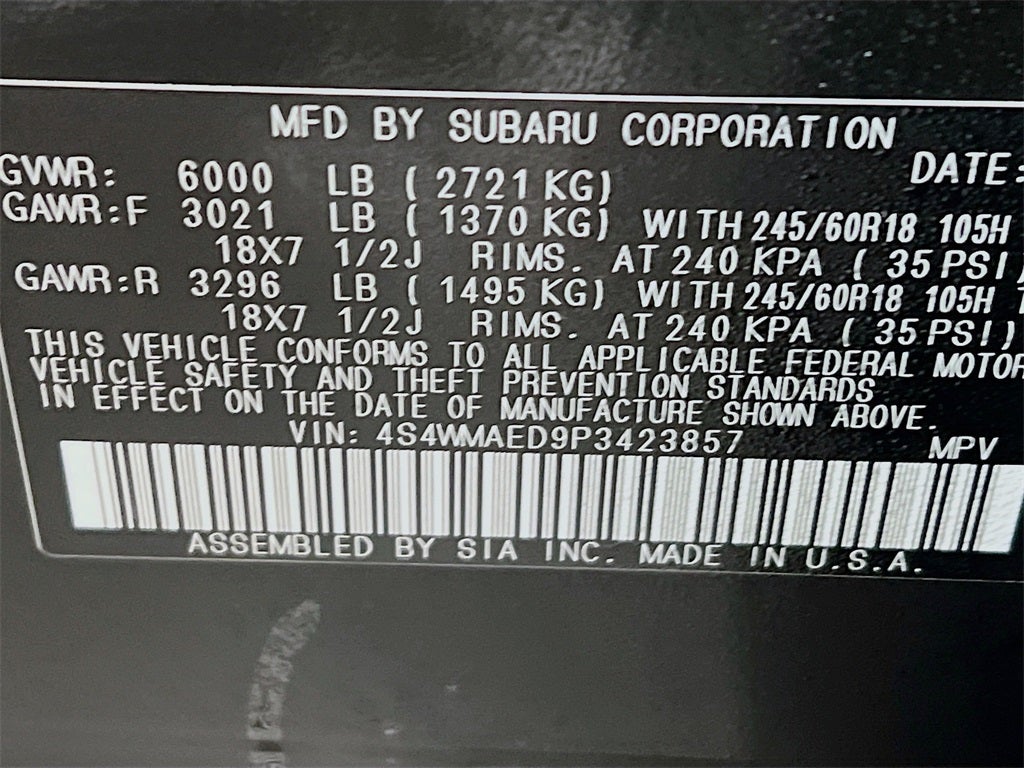 MFD BY SUBARU CORPORATION
DATE:
GVWR: 6000 LB ( 2721 KG)
GAWR:F 3021 LB ( 1370 KG) WITH 245/60R18 105H
18X7 1/2J RIMS. AT 240 KPA ( 35 PSI)
GAWR:R 3296 LB ( 1495 KG) WITH 245/60R18 105H
18X7 1/2J RIMS. AT 240 KPA ( 35 PSI)
THIS VEHICLE CONFORMS TO ALL APPLICABLE FEDERAL MOTOR
VEHICLE SAFETY AND THEFT PREVENTION STANDARDS
IN EFFECT ON THE DATE OF MANUFACTURE SHOWN ABOVE.
VIN: 4S4WMAED9P3423857 MPV
ASSEMBLED BY SIA INC. MADE IN U.S.A.